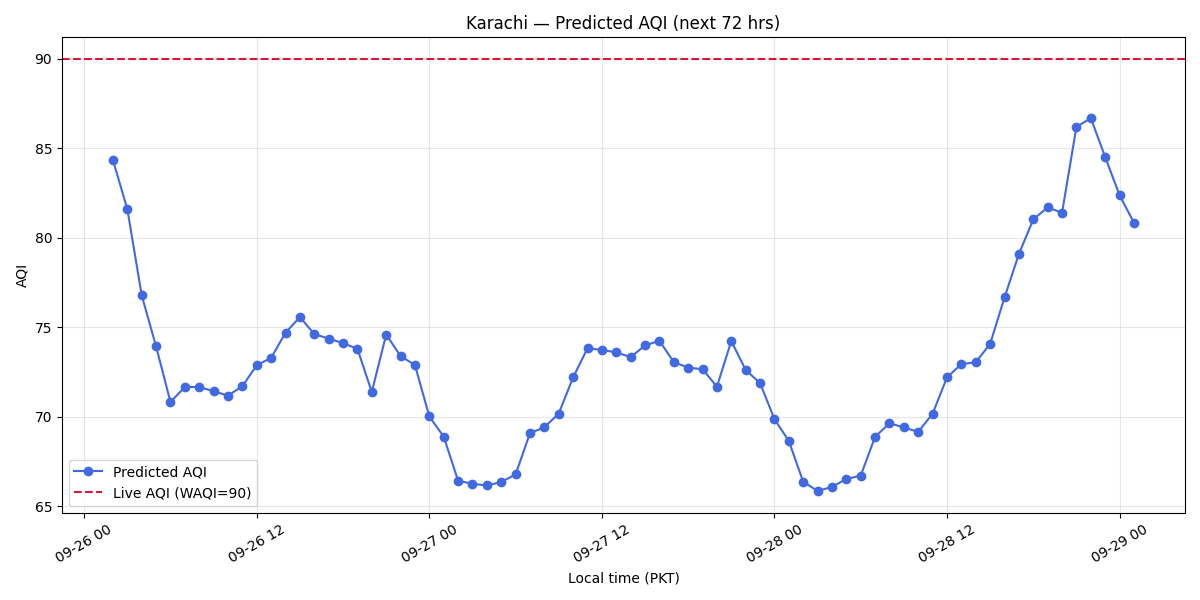 Karachi — Predicted AQI (next 72 hrs)
AQI
90
85
80
75
70
65
Predicted AQI
Live AQI (WAQI=90)
09-26 00
09-26 12
09-27 00
09-27 12
09-28 00
09-28 12
09-29 00
Local time (PKT)